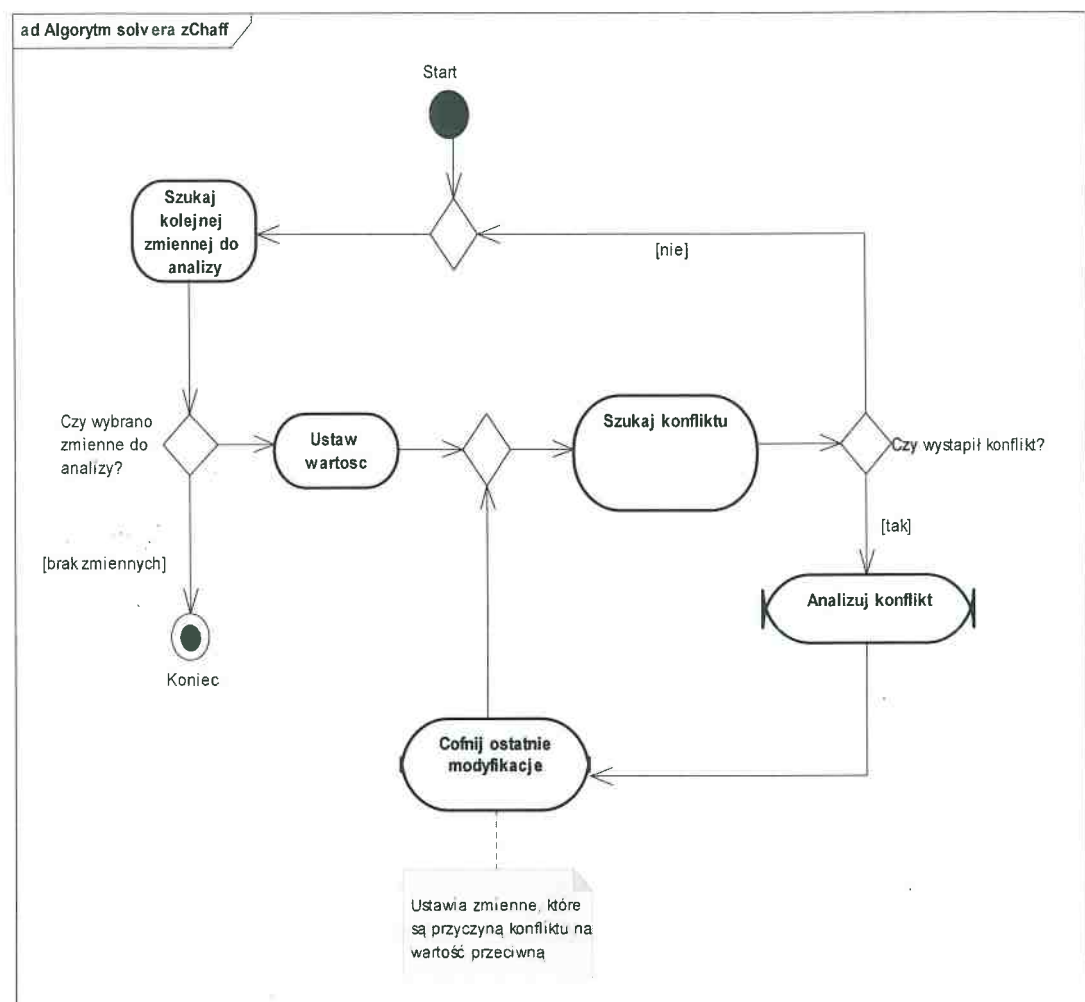 ad Algorytm solvera zChaff
Start
Szukaj
kolejnej
zmiennej do
analizy
[nie]
Czy wybrano
zmienne do
analizy?
Ustaw
wartosc
Szukaj konfliktu
Czy wystapił konflikt?
[tak]
[brak zmiennych]
Analizuj konflikt
Koniec
Cofnij ostatnie
modyfikacje
Ustawia zmienne, które
są przyczyną konfliktu na
wartość przeciwną